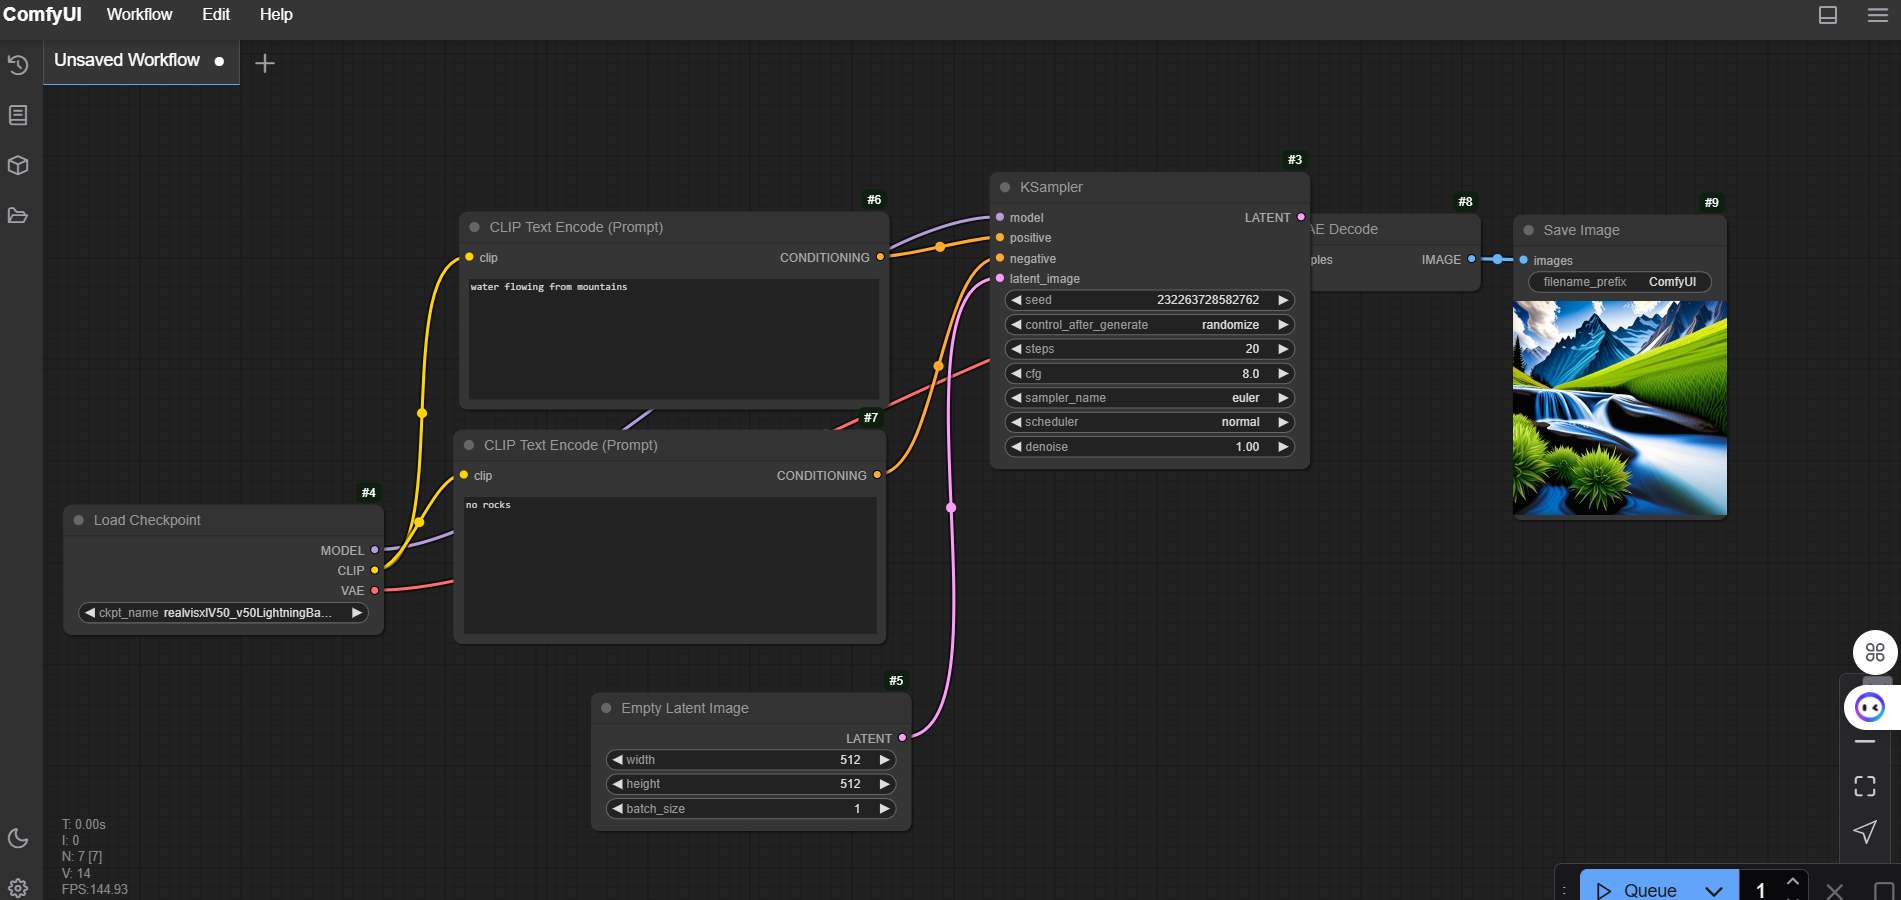 ComfyUI Workflow Edit Help
Unsaved Workflow
#4
Load Checkpoint
MODEL
CLIP
VAE
ckpt_name realvisxlV50_v50LightningBa...
#6
CLIP Text Encode (Prompt)
clip CONDITIONING
water flowing from mountains
#7
CLIP Text Encode (Prompt)
clip CONDITIONING
no rocks
#5
Empty Latent Image
LATENT
width 512
height 512
batch_size 1
#3
KSampler
model LATENT
positive
negative
latent_image
seed 232263728582762
control_after_generate randomize
steps 20
cfg 8.0
sampler_name euler
scheduler normal
denoise 1.00
#8
AE Decode
ples IMAGE
#9
Save Image
images
filename_prefix ComfyUI
T: 0.00s
I: 0
N: 7 [7]
V: 14
FPS:144.93
Queue 1